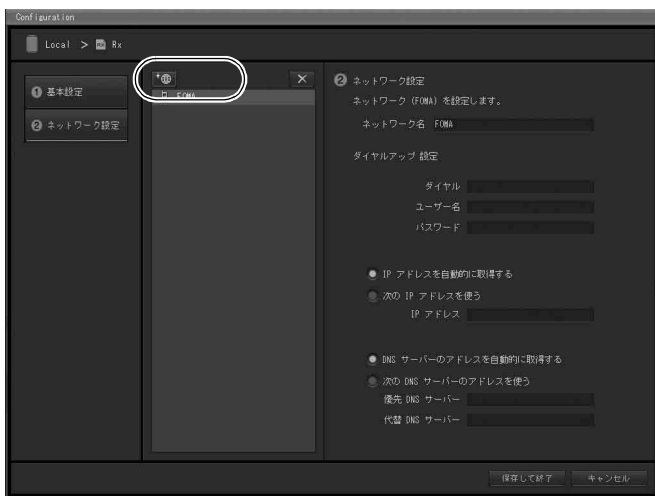 Configuration
Local > Rx Rx
❶ 基本設定
❷ ネットワーク設定
FOMA
❷ ネットワーク設定
ネットワーク (FOMA) を設定します。
ネットワーク名 FOMA
ダイヤルアップ 設定
ダイヤル
ユーザー名
パスワード
IP アドレスを自動的に取得する
次の IP アドレスを使う
IP アドレス
DNS サーバーのアドレスを自動的に取得する
次の DNS サーバーのアドレスを使う
優先 DNS サーバー
代替 DNS サーバー
保存して終了 キャンセル